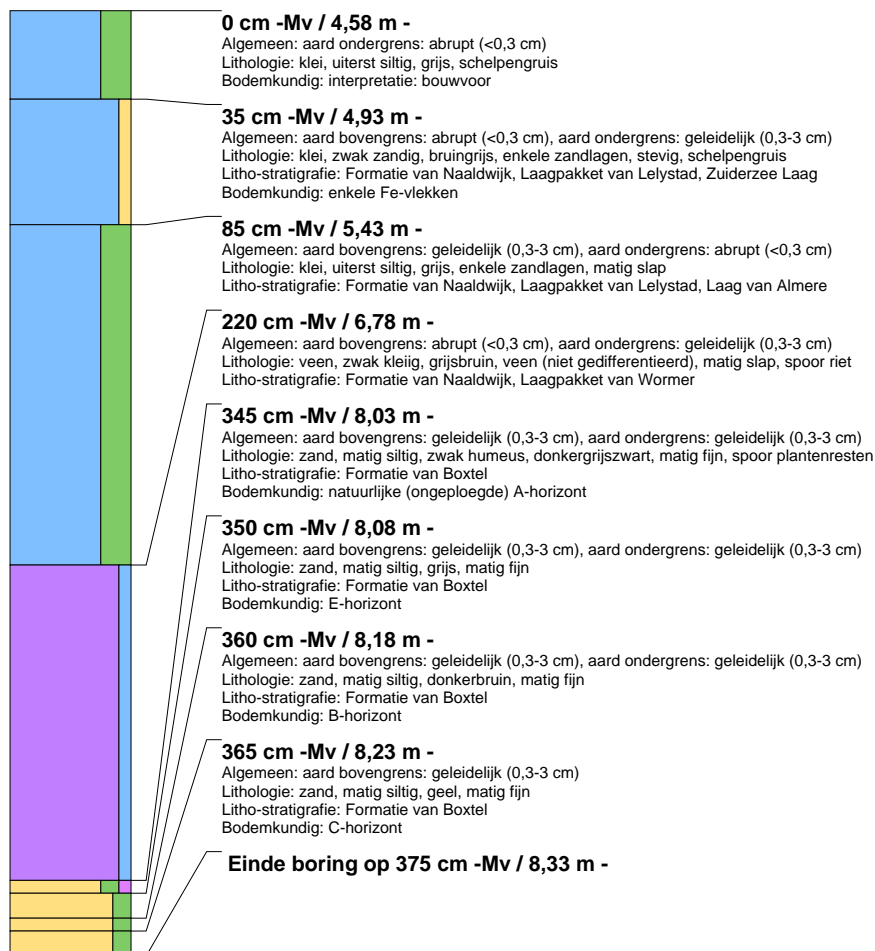 0 cm -Mv / 4,58 m -
Algemeen: aard ondergrens: abrupt (<0,3 cm)
Lithologie: klei, uiterst siltig, grijs, schelpengruis
Bodemkundig: interpretatie: bouwvoor
35 cm -Mv / 4,93 m -
Algemeen: aard bovengrens: abrupt (<0,3 cm), aard ondergrens: geleidelijk (0,3-3 cm)
Lithologie: klei, zwak zandig, bruingrijs, enkele zandlagen, stevig, schelpengruis
Litho-stratigrafie: Formatie van Naaldwijk, Laagpakket van Lelystad, Zuiderzee Laag
Bodemkundig: enkele Fe-vlekken
85 cm -Mv / 5,43 m -
Algemeen: aard bovengrens: geleidelijk (0,3-3 cm), aard ondergrens: abrupt (<0,3 cm)
Lithologie: klei, uiterst siltig, grijs, enkele zandlagen, matig slap
Litho-stratigrafie: Formatie van Naaldwijk, Laagpakket van Lelystad, Laag van Almere
220 cm -Mv / 6,78 m -
Algemeen: aard bovengrens: abrupt (<0,3 cm), aard ondergrens: geleidelijk (0,3-3 cm)
Lithologie: veen, zwak kleiig, grijsbruin, veen (niet gedifferentieerd), matig slap, spoor riet
Litho-stratigrafie: Formatie van Naaldwijk, Laagpakket van Wormer
345 cm -Mv / 8,03 m -
Algemeen: aard bovengrens: geleidelijk (0,3-3 cm), aard ondergrens: geleidelijk (0,3-3 cm)
Lithologie: zand, matig siltig, zwak humeus, donkergrijszwart, matig fijn, spoor plantenresten
Litho-stratigrafie: Formatie van Boxtel
Bodemkundig: natuurlijke (ongeploegde) A-horizont
350 cm -Mv / 8,08 m -
Algemeen: aard bovengrens: geleidelijk (0,3-3 cm), aard ondergrens: geleidelijk (0,3-3 cm)
Lithologie: zand, matig siltig, grijs, matig fijn
Litho-stratigrafie: Formatie van Boxtel
Bodemkundig: E-horizont
360 cm -Mv / 8,18 m -
Algemeen: aard bovengrens: geleidelijk (0,3-3 cm), aard ondergrens: geleidelijk (0,3-3 cm)
Lithologie: zand, matig siltig, donkerbruin, matig fijn
Litho-stratigrafie: Formatie van Boxtel
Bodemkundig: B-horizont
365 cm -Mv / 8,23 m -
Algemeen: aard bovengrens: geleidelijk (0,3-3 cm)
Lithologie: zand, matig siltig, geel, matig fijn
Litho-stratigrafie: Formatie van Boxtel
Bodemkundig: C-horizont
Einde boring op 375 cm -Mv / 8,33 m -